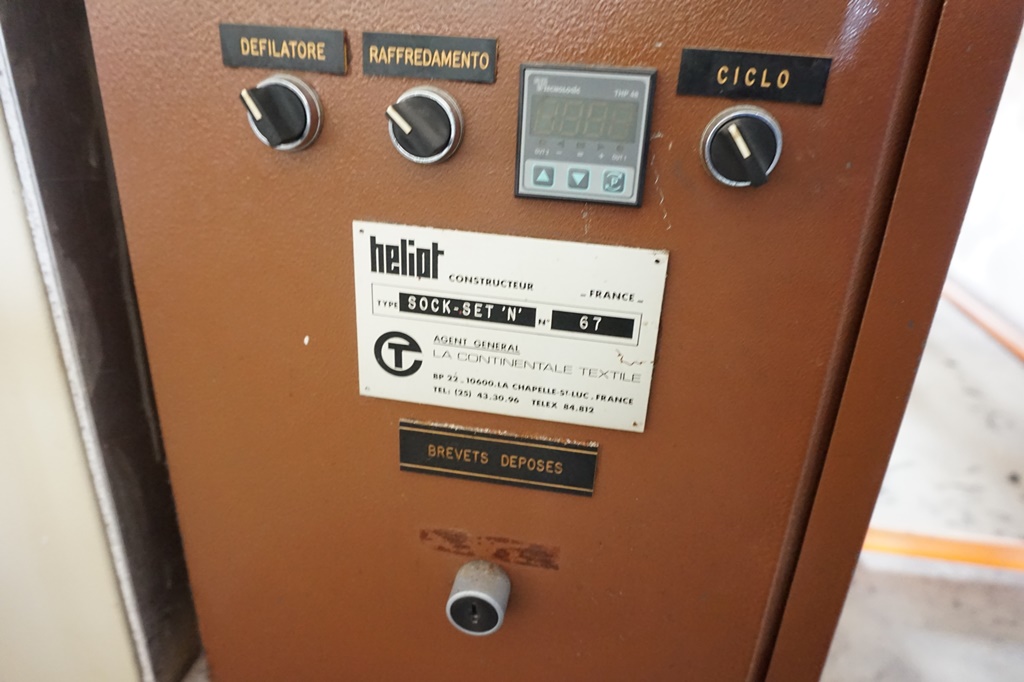 DEFILATORE
RAFFREDAMENTO
CICLO
heliot
CONSTRUCTEUR _ FRANCE _
TYPE SOCK-SET 'N' N° 67
AGENT GENERAL
LA CONTINENTALE TEXTILE
BP 22 _ 10600. LA CHAPELLE-ST-LUC. FRANCE
TEL: (25) 43.30.96 TELEX 84.812
BREVETS DEPOSES